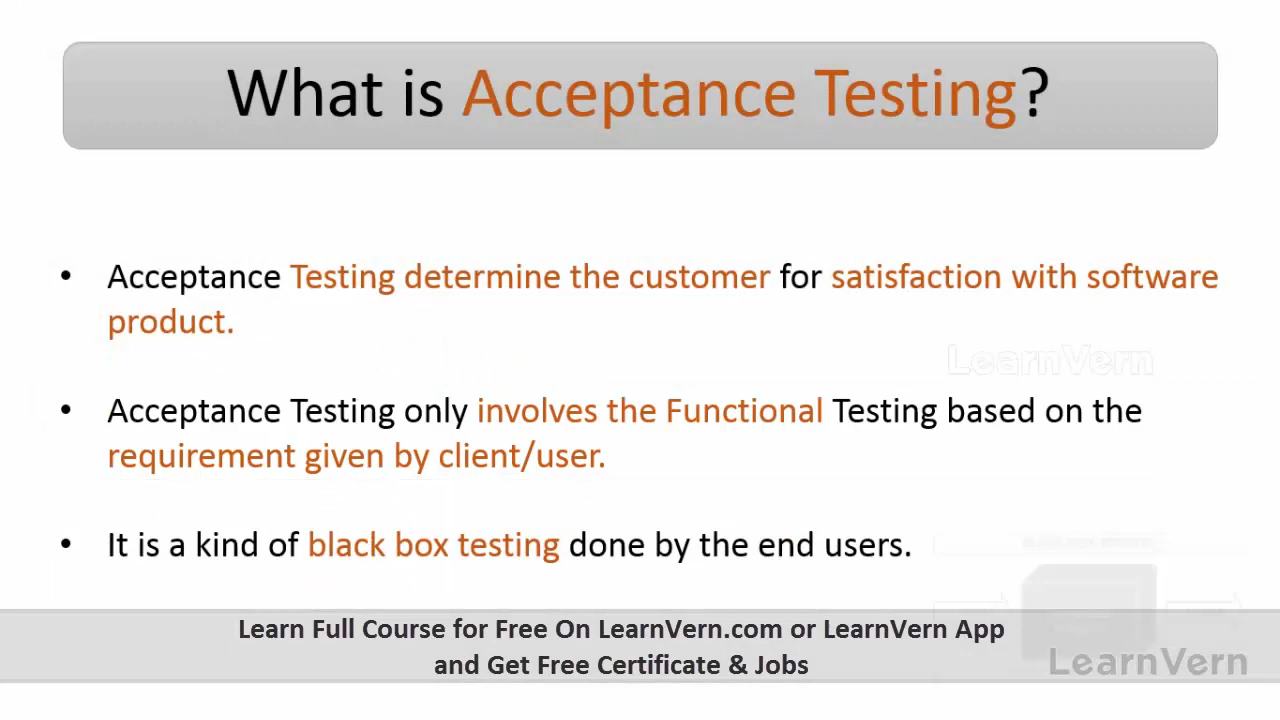 What is Acceptance Testing?
• Acceptance Testing determine the customer for satisfaction with software
product.
LearnVern
• Acceptance Testing only involves the Functional Testing based on the
requirement given by client/user.
• It is a kind of black box testing done by the end users.
Learn Full Course for Free On LearnVern.com or LearnVern App
and Get Free Certificate & Jobs
LearnVern